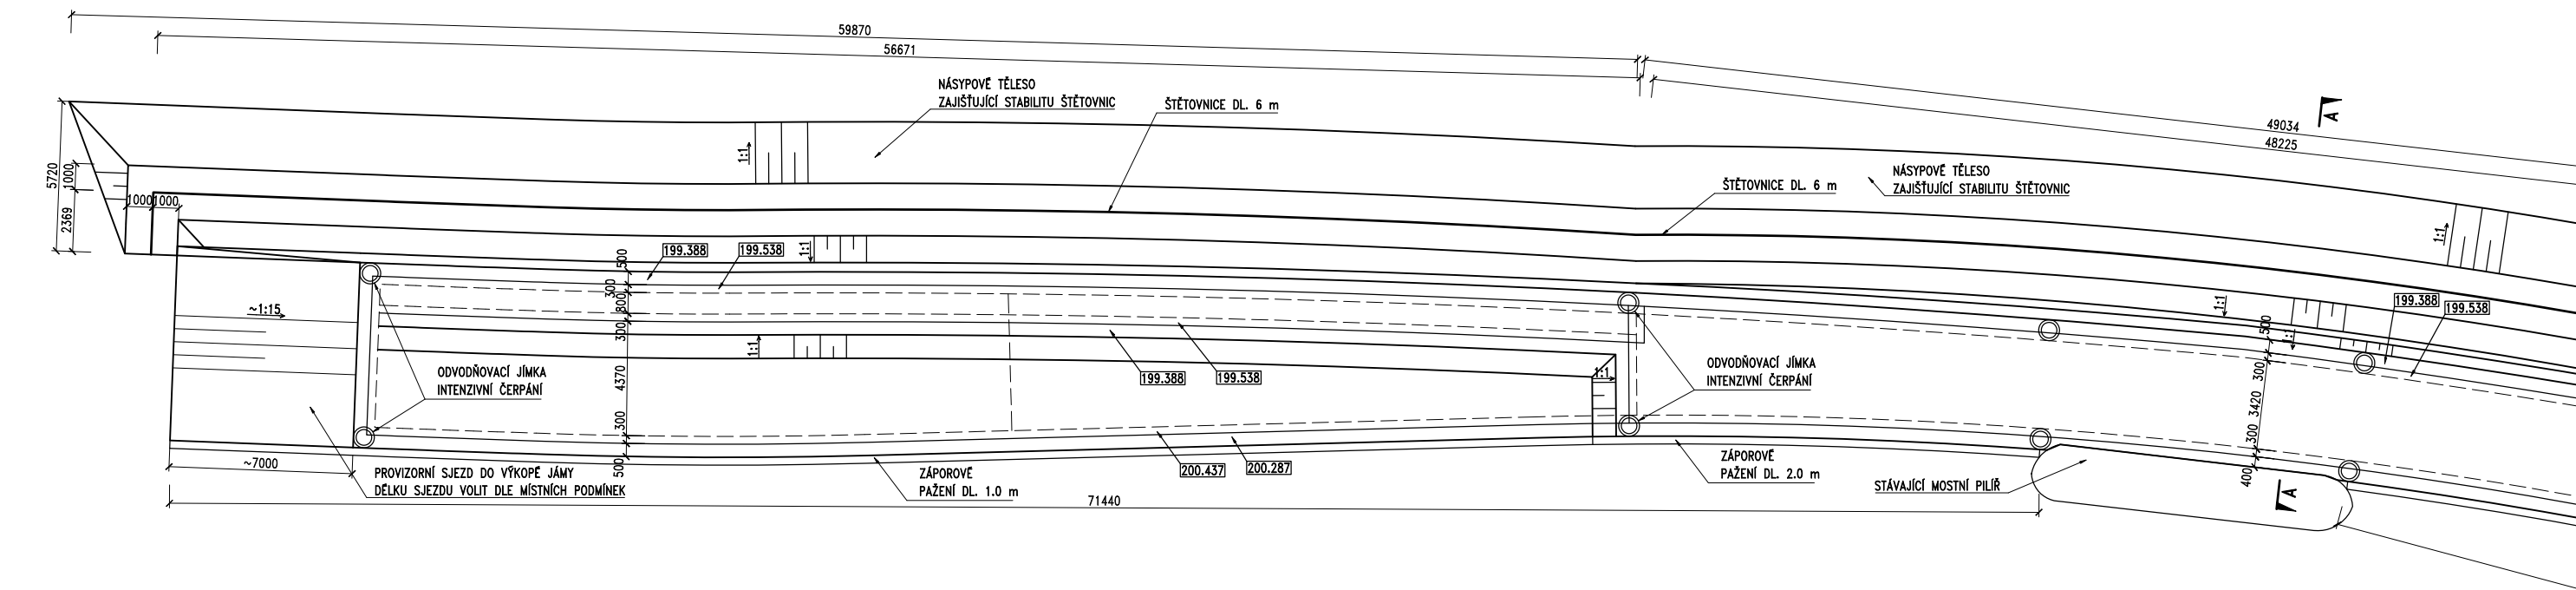 59870
56671
49034
48225
A
NÁSYPOVÉ TĚLESO
ZAJIŠŤUJÍCÍ STABILITU ŠTĚTOVNIC
ŠTĚTOVNICE DL. 6 m
NÁSYPOVÉ TĚLESO
ZAJIŠŤUJÍCÍ STABILITU ŠTĚTOVNIC
ŠTĚTOVNICE DL. 6 m
5720
1000
2369
1000
1000
1:1
1:1
1:1
1:1
1:1
199.388
199.538
199.388
199.538
500
300
800
300
4370
300
500
~1:15
1:1
1:1
199.388
199.538
ODVODŇOVACÍ JÍMKA
INTENZIVNÍ ČERPÁNÍ
ODVODŇOVACÍ JÍMKA
INTENZIVNÍ ČERPÁNÍ
500
300
3420
300
400
~7000
PROVIZORNÍ SJEZD DO VÝKOPÉ JÁMY
DÉLKU SJEZDU VOLIT DLE MÍSTNÍCH PODMÍNEK
200.437
200.287
ZÁPOROVÉ
PAŽENÍ DL. 1.0 m
ZÁPOROVÉ
PAŽENÍ DL. 2.0 m
STÁVAJÍCÍ MOSTNÍ PILÍŘ
A
71440